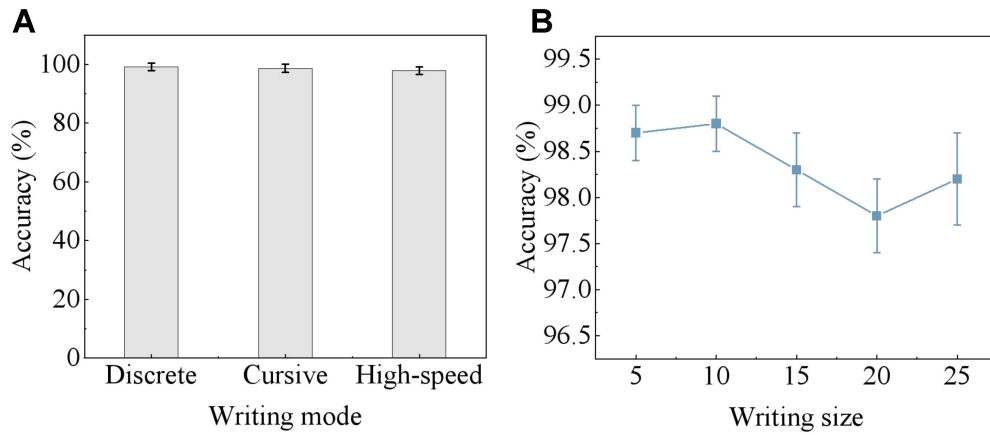 A
Accuracy (%)
100
80
60
40
20
0
Discrete Cursive High-speed
Writing mode
B
Accuracy (%)
99.5
99.0
98.5
98.0
97.5
97.0
96.5
5 10 15 20 25
Writing size